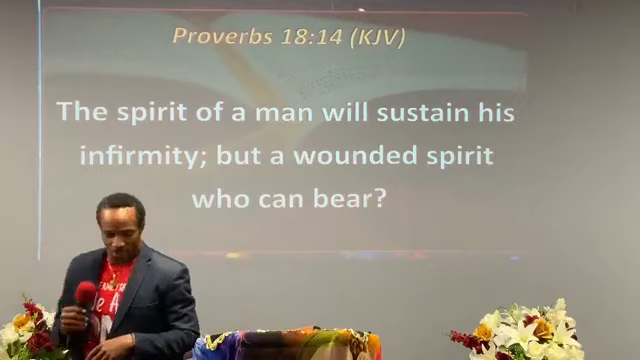 Proverbs 18:14 (KJV)
The spirit of a man will sustain his
infirmity; but a wounded spirit
who can bear?